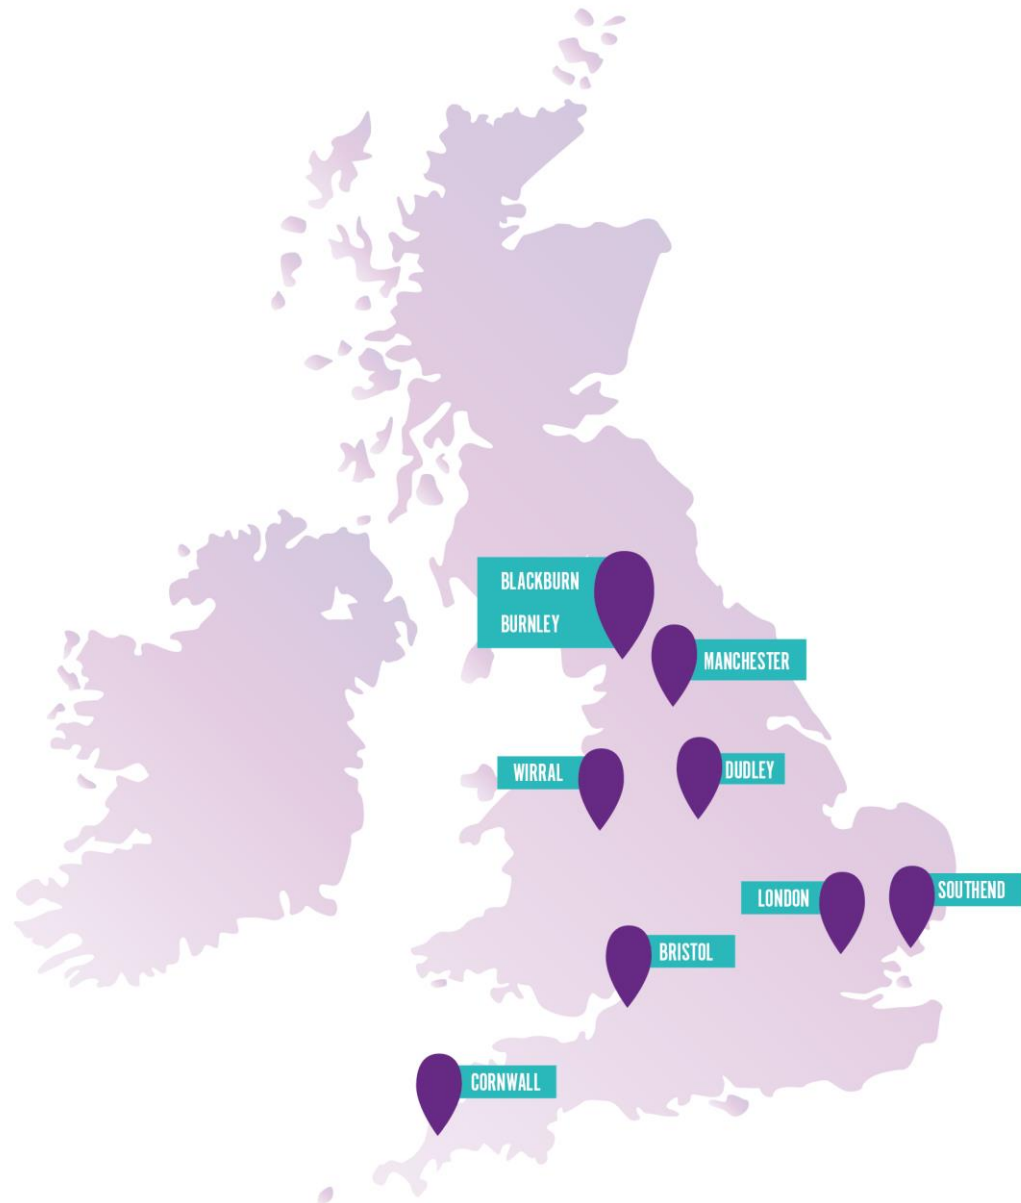 BLACKBURN
BURNLEY
MANCHESTER
WIRRAL
DUDLEY
LONDON
SOUTHEND
BRISTOL
CORNWALL